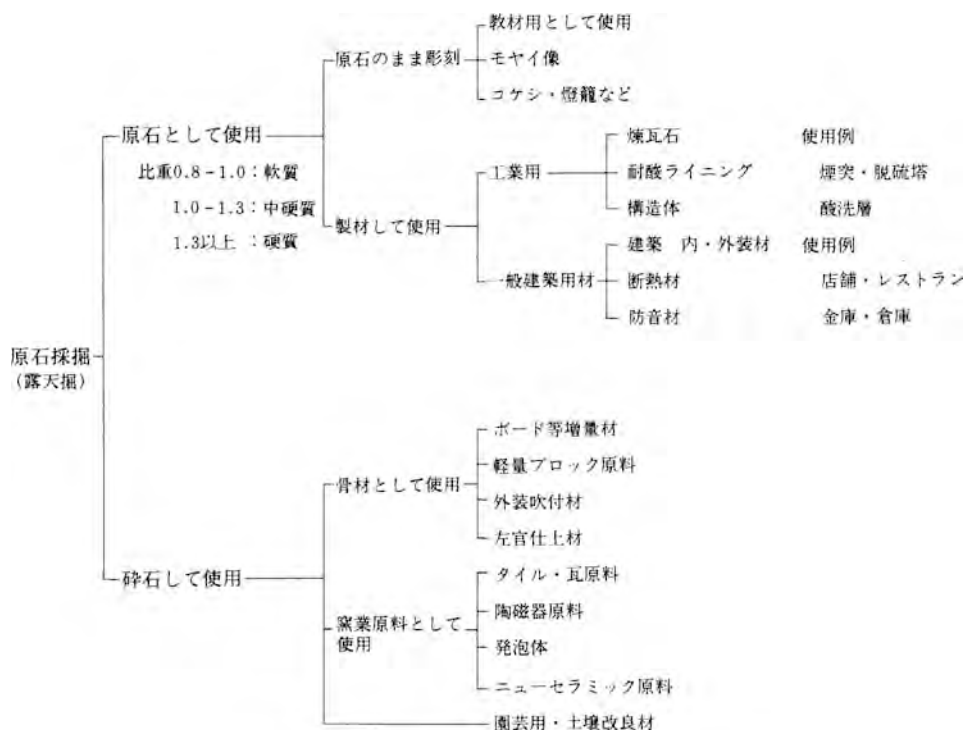 原石採掘
(露天掘)
原石として使用
比重0.8-1.0：軟質
1.0-1.3：中硬質
1.3以上：硬質
原石のまま彫刻
教材用として使用
モヤイ像
コケシ・燈籠など
製材して使用
工業用
煉瓦石 使用例
耐酸ライニング 煙突・脱硫塔
構造体 酸洗層
一般建築用材
建築 内・外装材 使用例
断熱材 店舗・レストラン
防音材 金庫・倉庫
砕石して使用
骨材として使用
ボード等増量材
軽量ブロック原料
外装吹付材
左官仕上材
窯業原料として
使用
タイル・瓦原料
陶磁器原料
発泡体
ニューセラミック原料
園芸用・土壌改良材